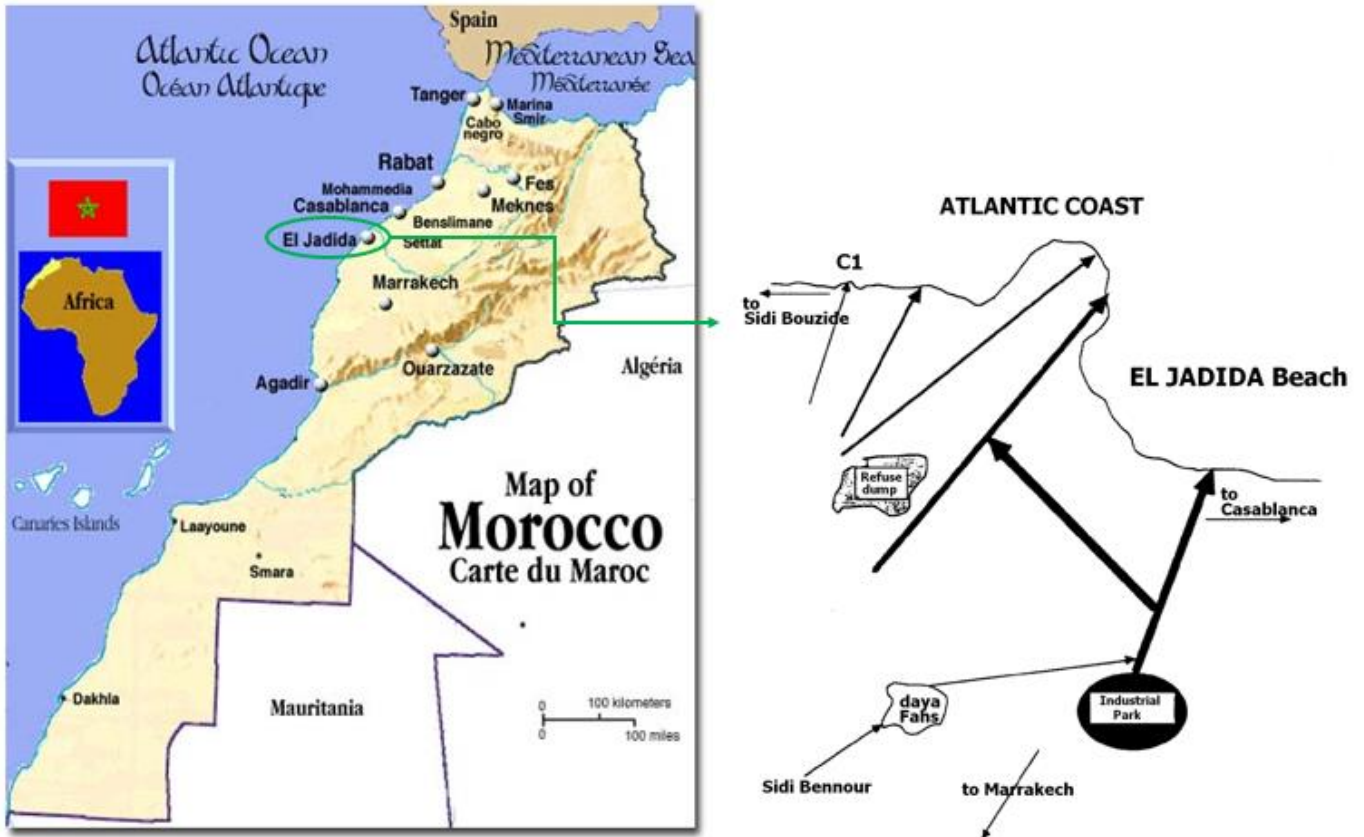 Spain
Atlantic Ocean
Océan Atlantique
Mediterranean Sea
Méditerranée
Tanger
Marina
Smir
Cabo
negro
Rabat
Fes
Mohammedia
Meknes
Casablanca
Benslimane
El Jadida
Settat
Africa
Marrakech
Ouarzazate
Algéria
Agadir
Map of
Morocco
Carte du Maroc
Canaries Islands
Laayoune
Smara
Dakhla
Mauritania
0 100 kilometers
0 100 miles
ATLANTIC COAST
C1
to
Sidi Bouzide
EL JADIDA Beach
Refuse
dump
to
Casablanca
daya
Fahs
Industrial
Park
Sidi Bennour
to Marrakech